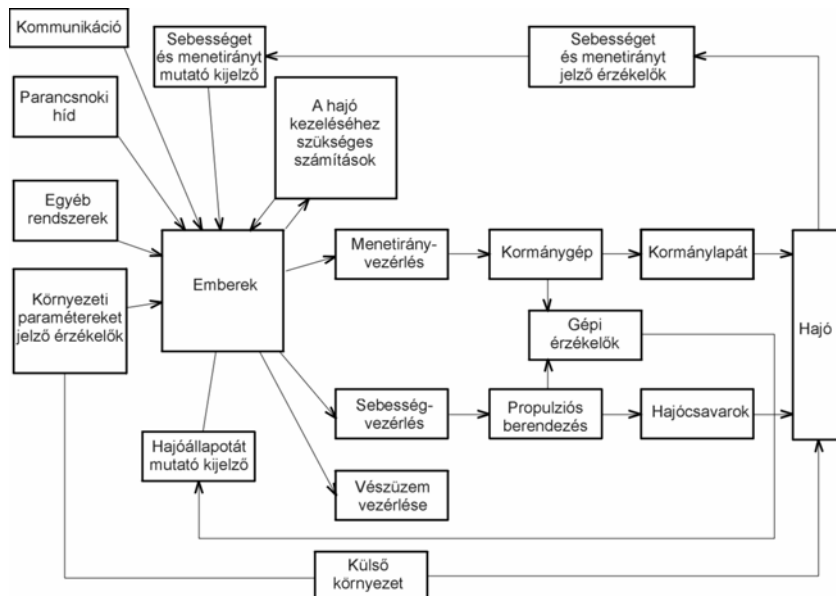 Kommunikáció
Sebességet
és menetirányt
mutató kijelző
Sebességet
és menetirányt
jelző érzékelők
Parancsnoki
híd
A hajó
kezeléséhez
szükséges
számítások
Egyéb
rendszerek
Környezeti
paramétereket
jelző érzékelők
Emberek
Menetirány-
vezérlés
Kormánygép
Kormánylapát
Hajó
Gépi
érzékelők
Sebesség-
vezérlés
Propulziós
berendezés
Hajócsavarok
Hajóállapotát
mutató kijelző
Vészüzem
vezérlése
Külső
környezet